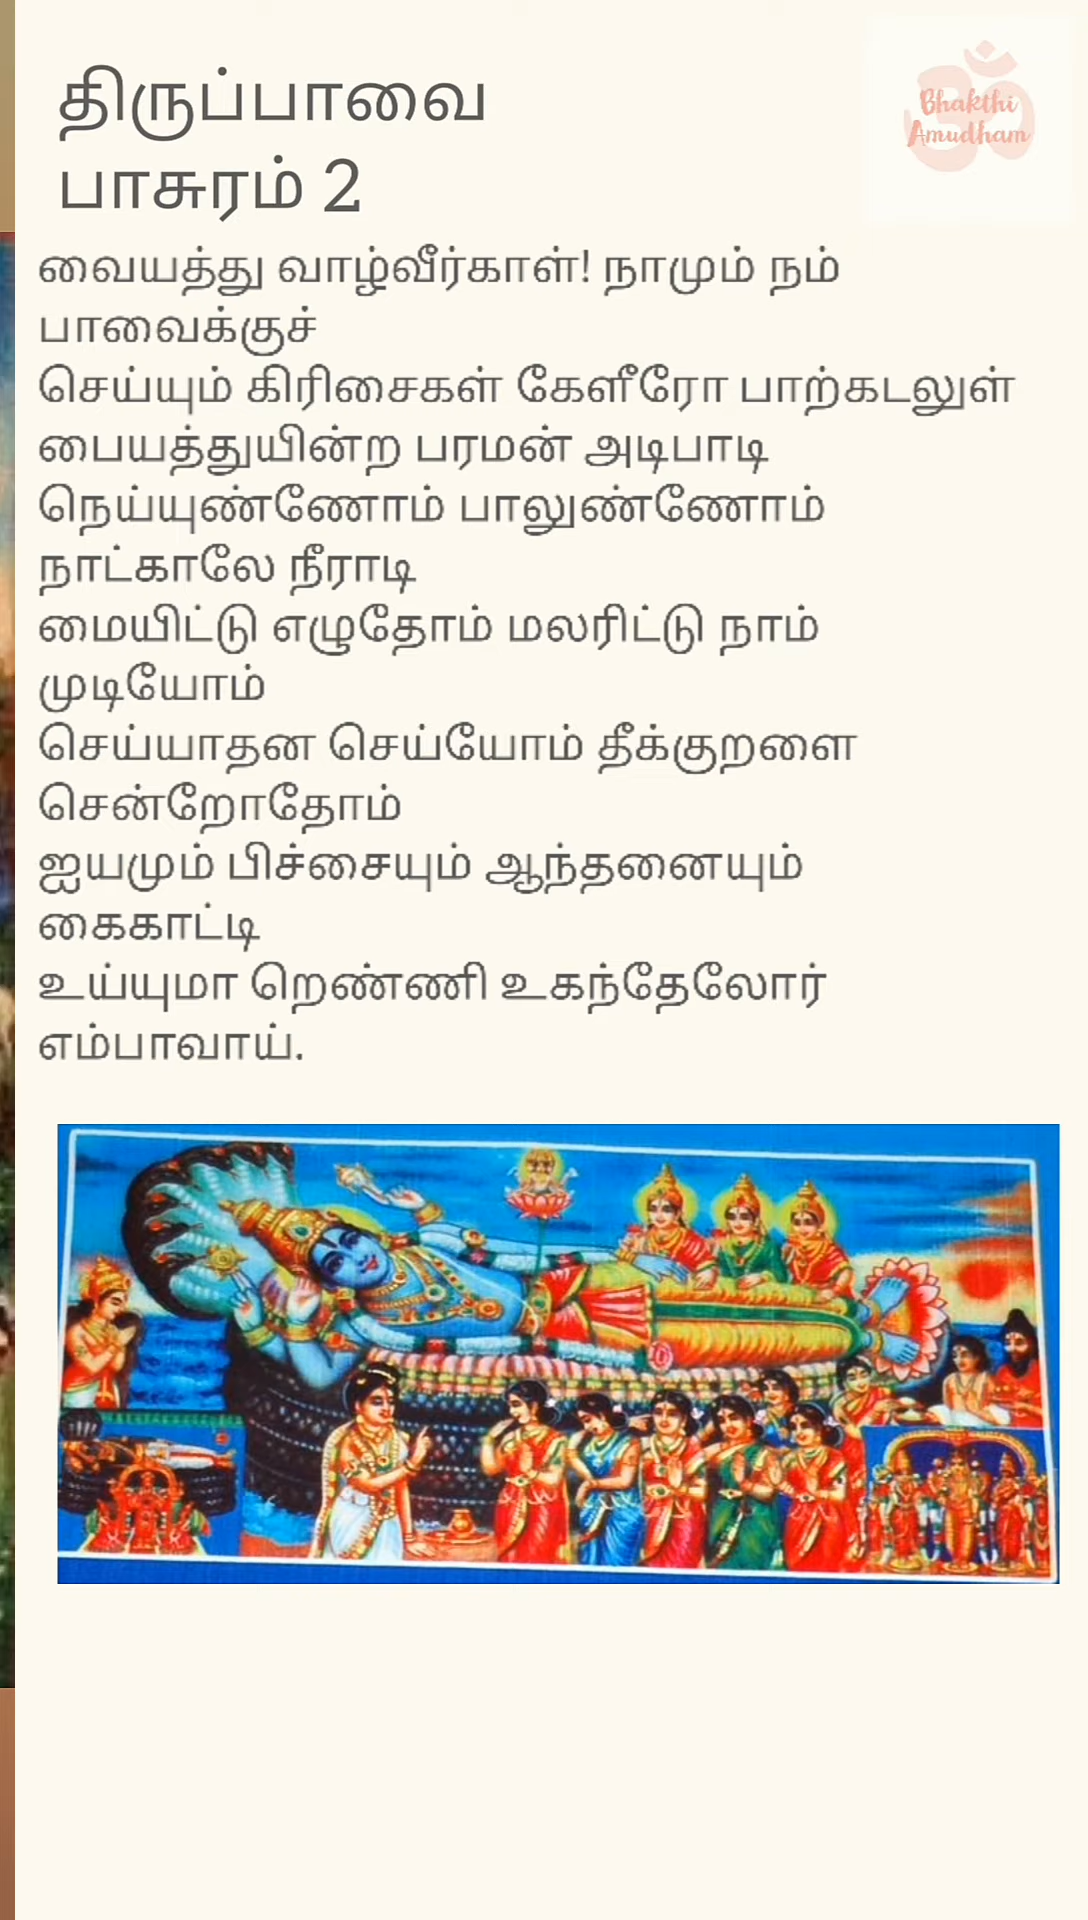 திருப்பாவை
பாசுரம் 2
Bhakthi
Amudham
வையத்து வாழ்வீர்காள்! நாமும் நம்
பாவைக்குச்
செய்யும் கிரிசைகள் கேளீரோ பாற்கடலுள்
பையத்துயின்ற பரமன் அடிபாடி
நெய்யுண்ணோம் பாலுண்ணோம்
நாட்காலே நீராடி
மையிட்டு எழுதோம் மலரிட்டு நாம்
முடியோம்
செய்யாதன செய்யோம் தீக்குறளை
சென்றோதோம்
ஐயமும் பிச்சையும் ஆந்தனையும்
கைகாட்டி
உய்யுமா றெண்ணி உகந்தேலோர்
எம்பாவாய்.